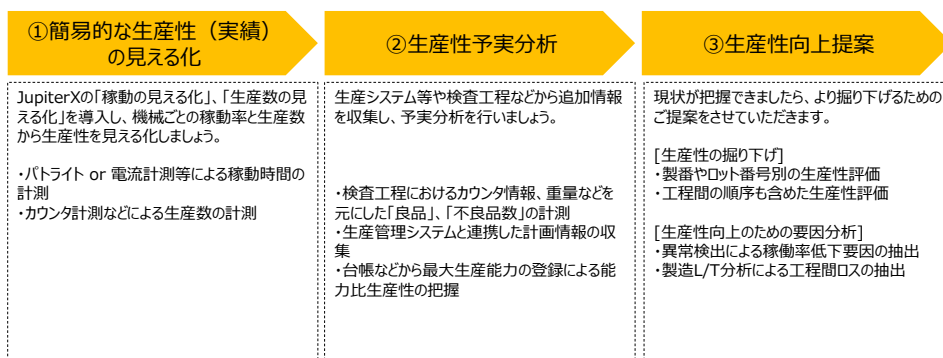 ①簡易的な生産性（実績）
の見える化
JupiterXの「稼動の見える化」、「生産数の見
える化」を導入し、機械ごとの稼働率と生産数
から生産性を見える化しましょう。
・パトライト or 電流計測等による稼働時間の
計測
・カウンタ計測などによる生産数の計測
②生産性予実分析
生産システム等や検査工程などから追加情報
を収集し、予実分析を行いましょう。
・検査工程におけるカウンタ情報、重量などを
元にした「良品」、「不良品数」の計測
・生産管理システムと連携した計画情報の収
集
・台帳などから最大生産能力の登録による能
力比生産性の把握
③生産性向上提案
現状が把握できましたら、より掘り下げるための
ご提案をさせていただきます。
[生産性の掘り下げ]
・製番やロット番号別の生産性評価
・工程間の順序も含めた生産性評価
[生産性向上のための要因分析]
・異常検出による稼働率低下要因の抽出
・製造L/T分析による工程間ロスの抽出